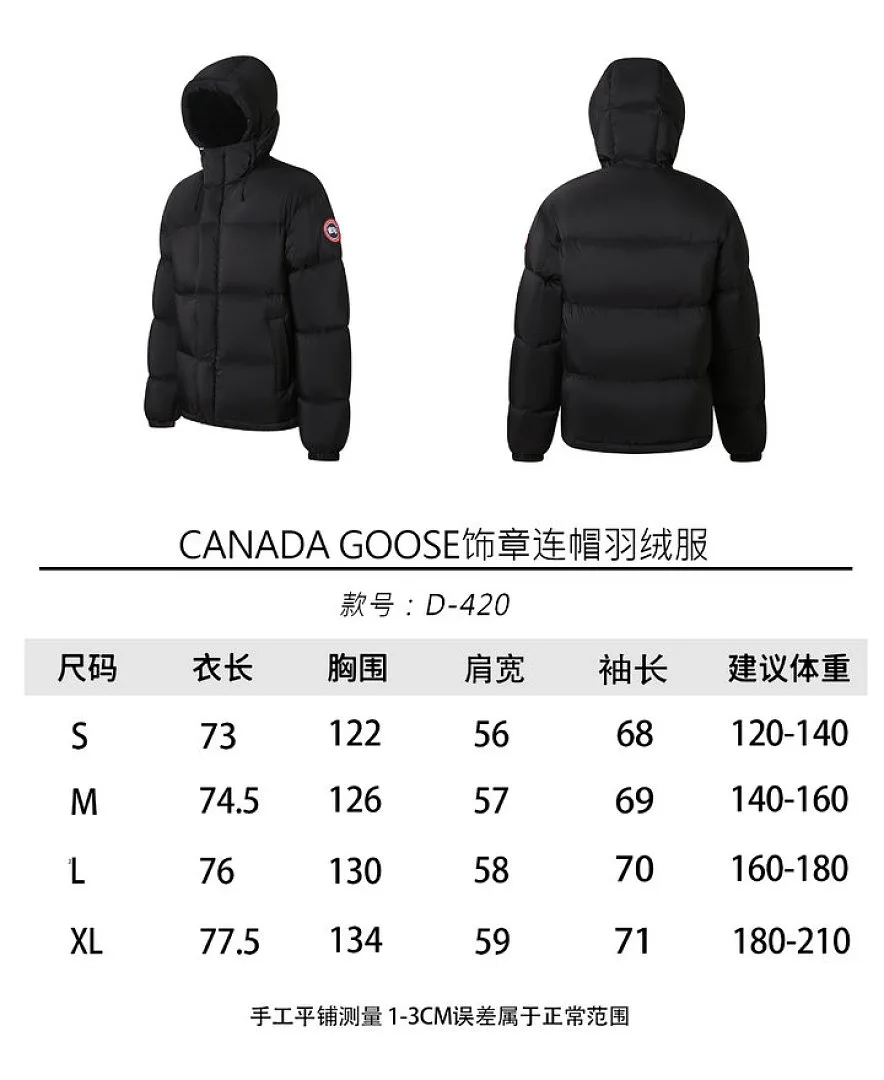 CANADA GOOSE饰章连帽羽绒服
款号：D-420
尺码 衣长 胸围 肩宽 袖长 建议体重
S 73 122 56 68 120-140
M 74.5 126 57 69 140-160
L 76 130 58 70 160-180
XL 77.5 134 59 71 180-210
手工平铺测量 1-3CM误差属于正常范围